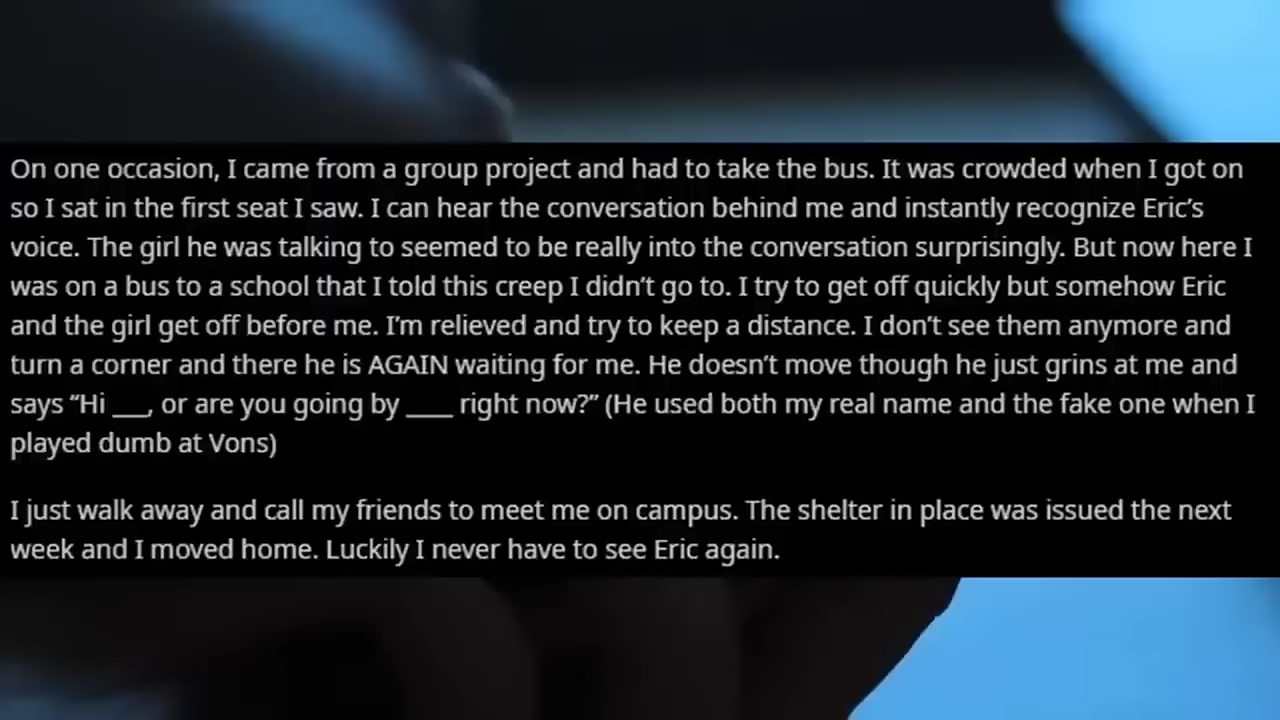 On one occasion, I came from a group project and had to take the bus. It was crowded when I got on
so I sat in the first seat I saw. I can hear the conversation behind me and instantly recognize Eric’s
voice. The girl he was talking to seemed to be really into the conversation surprisingly. But now here I
was on a bus to a school that I told this creep I didn’t go to. I try to get off quickly but somehow Eric
and the girl get off before me. I’m relieved and try to keep a distance. I don’t see them anymore and
turn a corner and there he is AGAIN waiting for me. He doesn’t move though he just grins at me and
says “Hi ___, or are you going by ____ right now?” (He used both my real name and the fake one when I
played dumb at Vons)
I just walk away and call my friends to meet me on campus. The shelter in place was issued the next
week and I moved home. Luckily I never have to see Eric again.